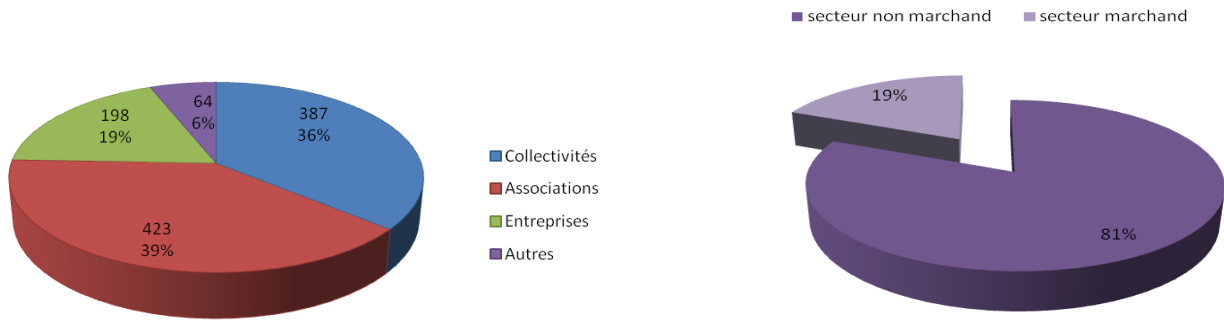 secteur non marchand
secteur marchand
64
6%
387
36%
198
19%
423
39%
Collectivités
Associations
Entreprises
Autres
19%
81%